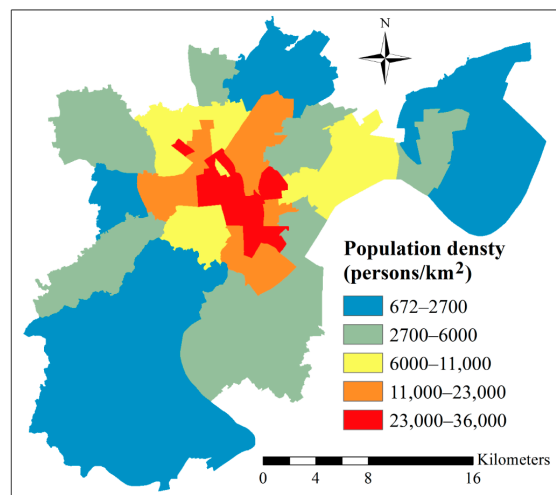 N
Population densty
(persons/km²)
672–2700
2700–6000
6000–11,000
11,000–23,000
23,000–36,000
Kilometers
0 4 8 16